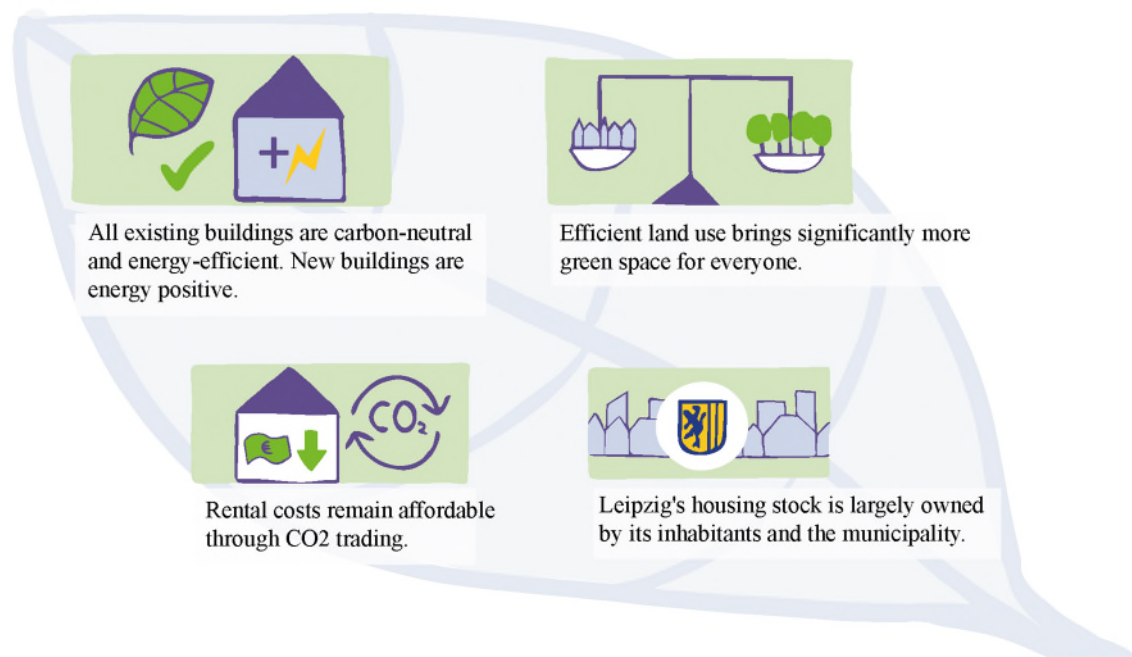 All existing buildings are carbon-neutral
and energy-efficient. New buildings are
energy positive.
Efficient land use brings significantly more
green space for everyone.
€
CO₂
Rental costs remain affordable
through CO2 trading.
Leipzig's housing stock is largely owned
by its inhabitants and the municipality.